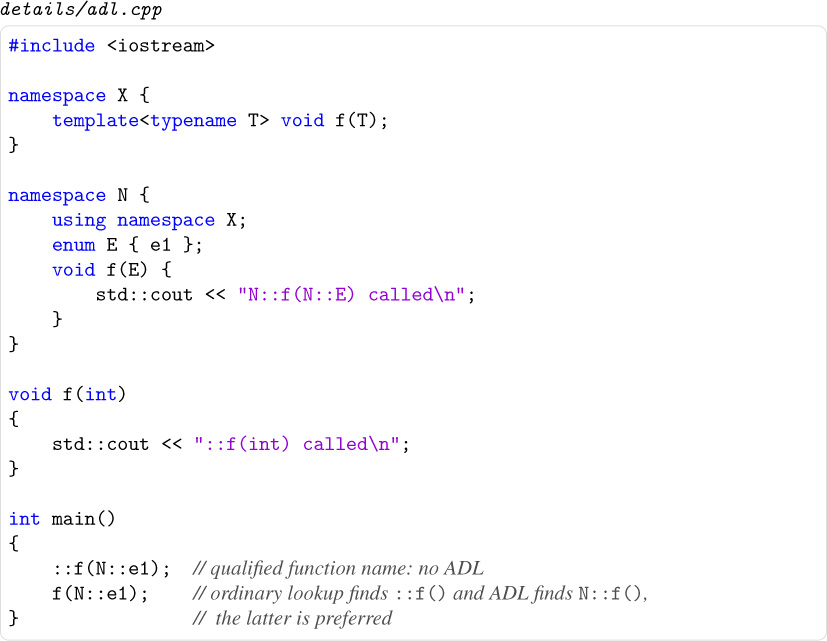 details/adl.cpp
#include <iostream>
namespace X {
    template<typename T> void f(T);
}
namespace N {
    using namespace X;
    enum E { e1 };
    void f(E) {
        std::cout << "N::f(N::E) called\n";
    }
}
void f(int)
{
    std::cout << "::f(int) called\n";
}
int main()
{
    ::f(N::e1);  // qualified function name: no ADL
    f(N::e1);    // ordinary lookup finds ::f() and ADL finds N::f(),
}                //  the latter is preferred